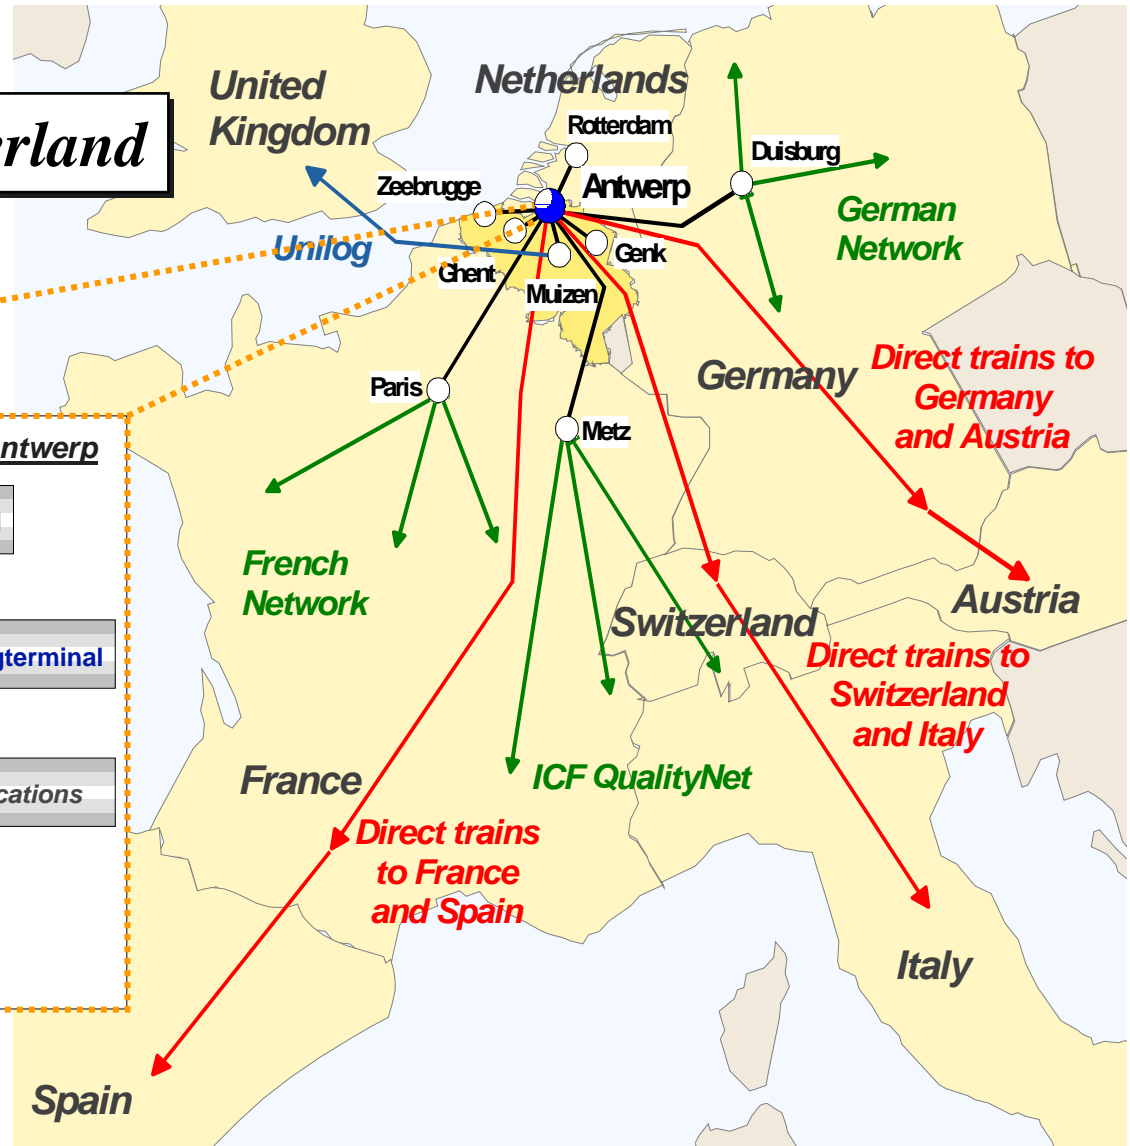 United
Kingdom
Netherlands
erland
Rotterdam
Duisburg
Zeebrugge
Antwerp
German
Network
Unilog
Ghent
Genk
Muizen
Germany
Direct trains to
Germany
and Austria
Paris
Metz
ntwerp
French
Network
Switzerland
Austria
gterminal
Direct trains to
Switzerland
and Italy
France
ICF QualityNet
cations
Direct trains
to France
and Spain
Italy
Spain